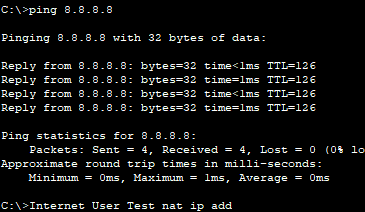 C:\>ping 8.8.8.8
Pinging 8.8.8.8 with 32 bytes of data:
Reply from 8.8.8.8: bytes=32 time<1ms TTL=126
Reply from 8.8.8.8: bytes=32 time=1ms TTL=126
Reply from 8.8.8.8: bytes=32 time<1ms TTL=126
Reply from 8.8.8.8: bytes=32 time<1ms TTL=126
Ping statistics for 8.8.8.8:
Packets: Sent = 4, Received = 4, Lost = 0 (0% lo
Approximate round trip times in milli-seconds:
Minimum = 0ms, Maximum = 1ms, Average = 0ms
C:\>Internet User Test nat ip add